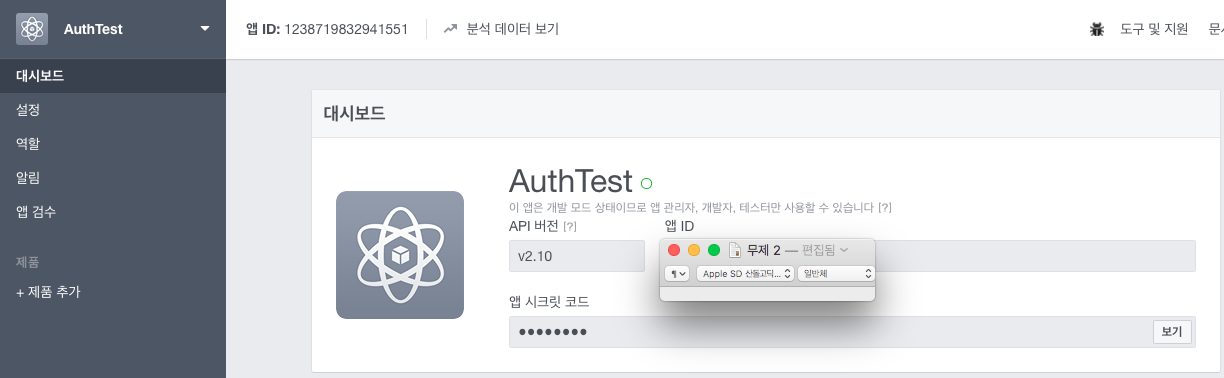 AuthTest
앱 ID: 1238719832941551
분석 데이터 보기
도구 및 지원
대시보드
설정
역할
알림
앱 검수
제품
+ 제품 추가
대시보드
AuthTest
이 앱은 개발 모드 상태이므로 앱 관리자, 개발자, 테스터만 사용할 수 있습니다 [?]
API 버전 [?]
앱 ID
v2.10
무제 2 — 편집됨
¶
Apple SD 산돌고딕...
일반체
앱 시크릿 코드
●●●●●●●●
보기